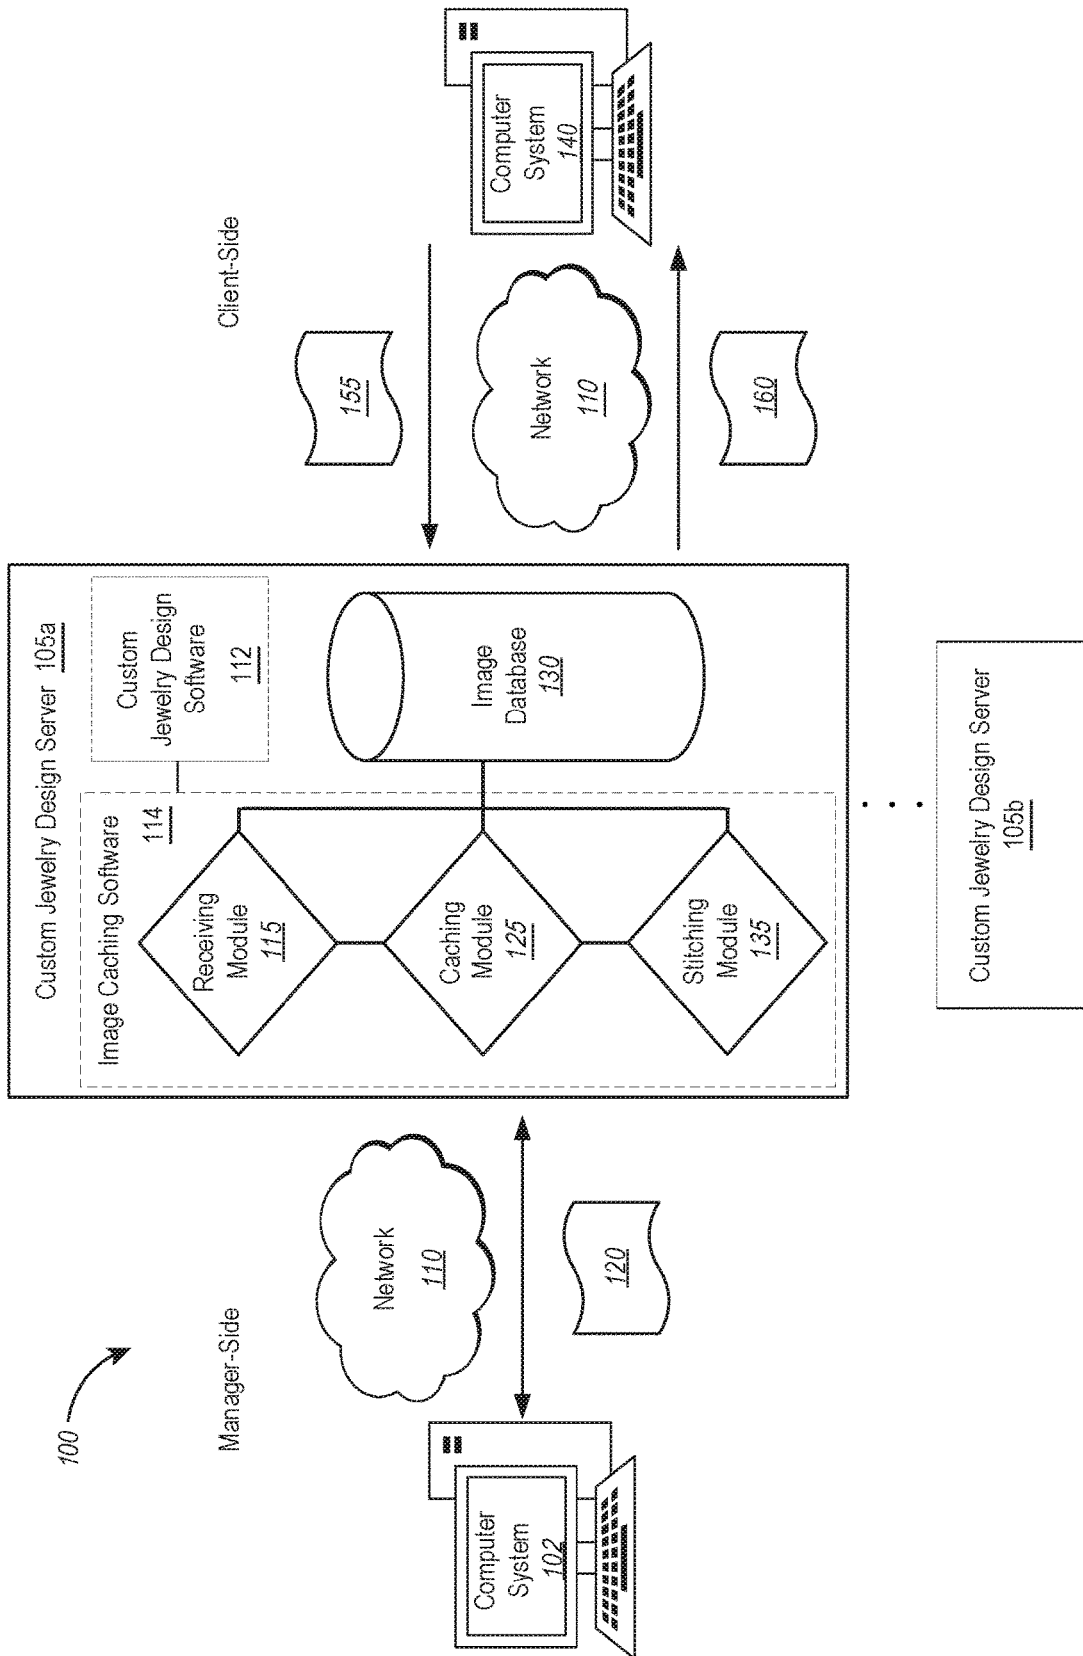 100
Manager-Side
Client-Side
Computer
System
102
Network
110
120
Custom Jewelry Design Server 105a
Image Caching Software
114
Receiving
Module
115
Caching
Module
125
Stitching
Module
135
Custom
Jewelry Design
Software
112
Image
Database
130
Custom Jewelry Design Server
105b
155
Network
110
160
Computer
System
140